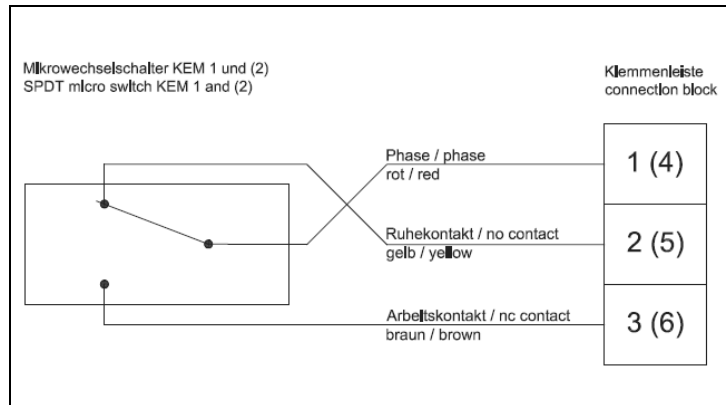 Mikrowechselschalter KEM 1 und (2)
SPDT micro switch KEM 1 and (2)
Klemmenleiste
connection block
Phase / phase
rot / red
1 (4)
Ruhekontakt / no contact
gelb / yellow
2 (5)
Arbeitskontakt / nc contact
braun / brown
3 (6)